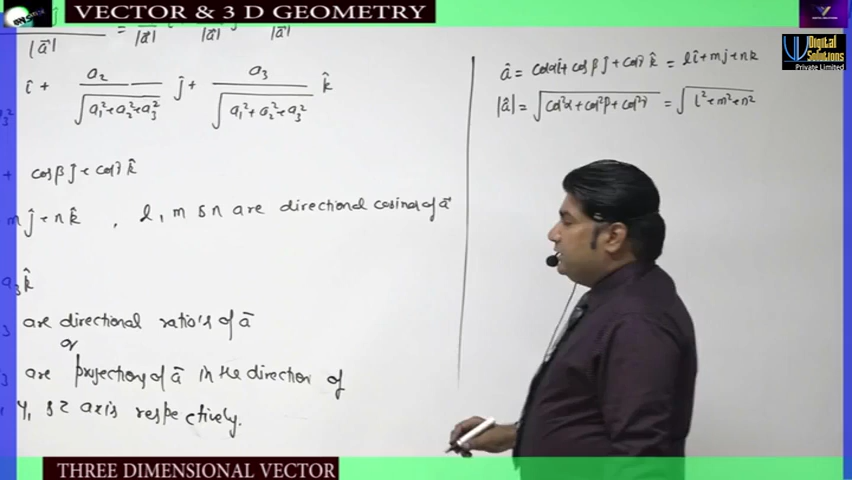 VECTOR & 3 D GEOMETRY
Digital
Solutions
Private Limited
|ā| = |ā| |ā| |ā|
î + a₂/√(a₁²+a₂²+a₃²) ĵ + a₃/√(a₁²+a₂²+a₃²) k̂
+ cosβ ĵ + cosγ k̂
m ĵ + n k̂ , l, m & n are directional cosines of ā
a₃ k̂
are directional ratio's of ā
or
are projection of ā in the direction of
y, & z axis respectively.
â = cosα î + cosβ ĵ + cosγ k̂ = l î + m ĵ + n k̂
|â| = √(cos²α + cos²β + cos²γ) = √(l² + m² + n²)
THREE DIMENSIONAL VECTOR